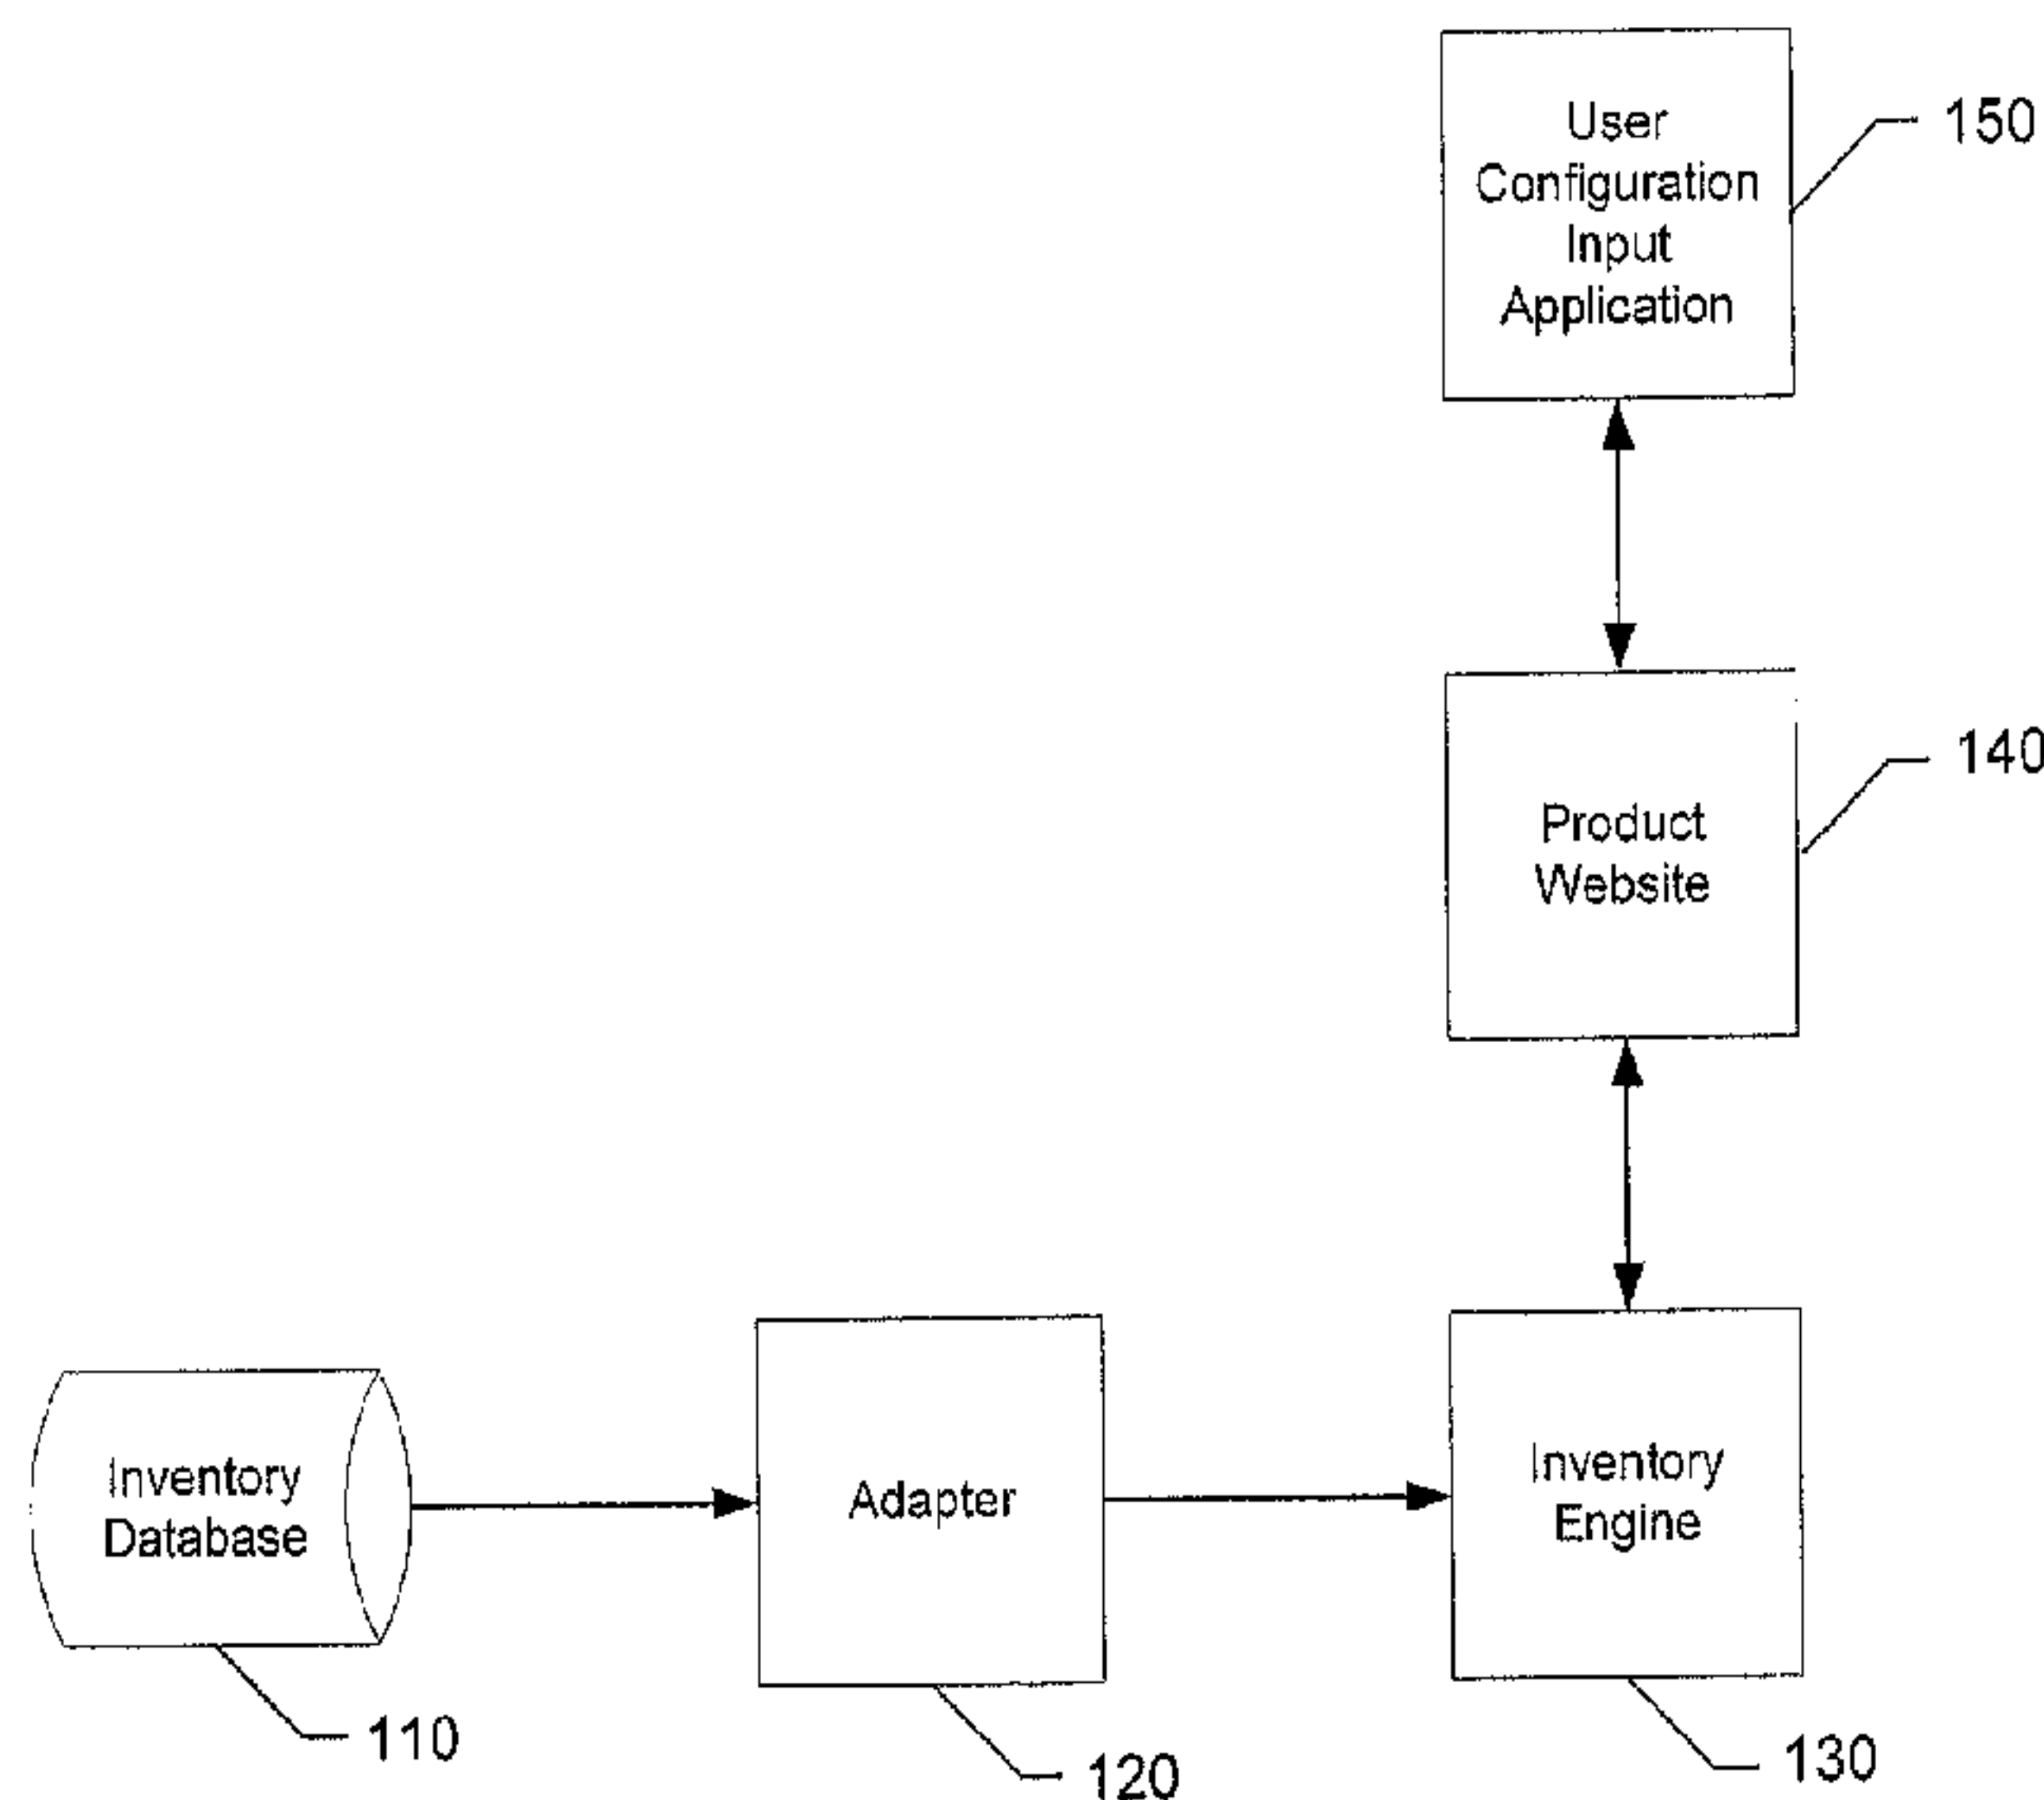 User
Configuration
Input
Application
150
Product
Website
140
Inventory
Database
110
Adapter
120
Inventory
Engine
130